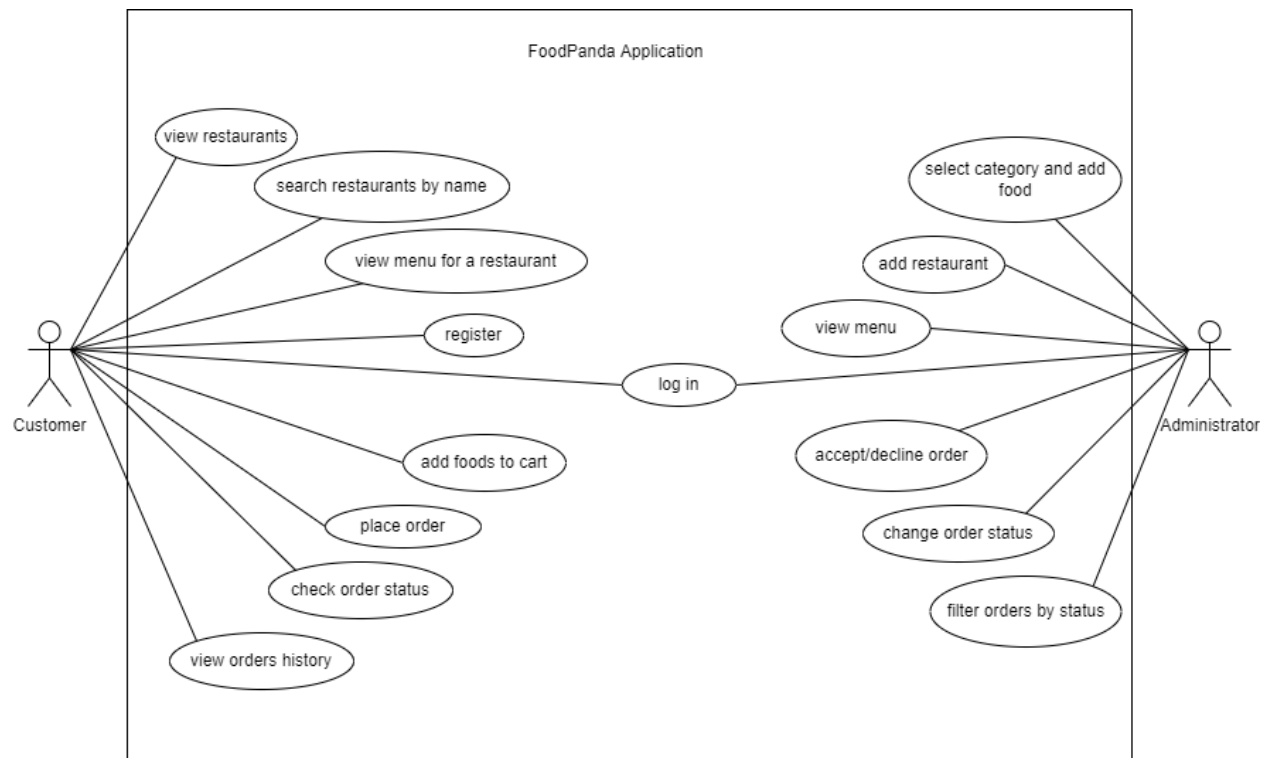 FoodPanda Application
view restaurants
search restaurants by name
view menu for a restaurant
register
log in
Customer
add foods to cart
place order
check order status
view orders history
select category and add
food
add restaurant
view menu
Administrator
accept/decline order
change order status
filter orders by status